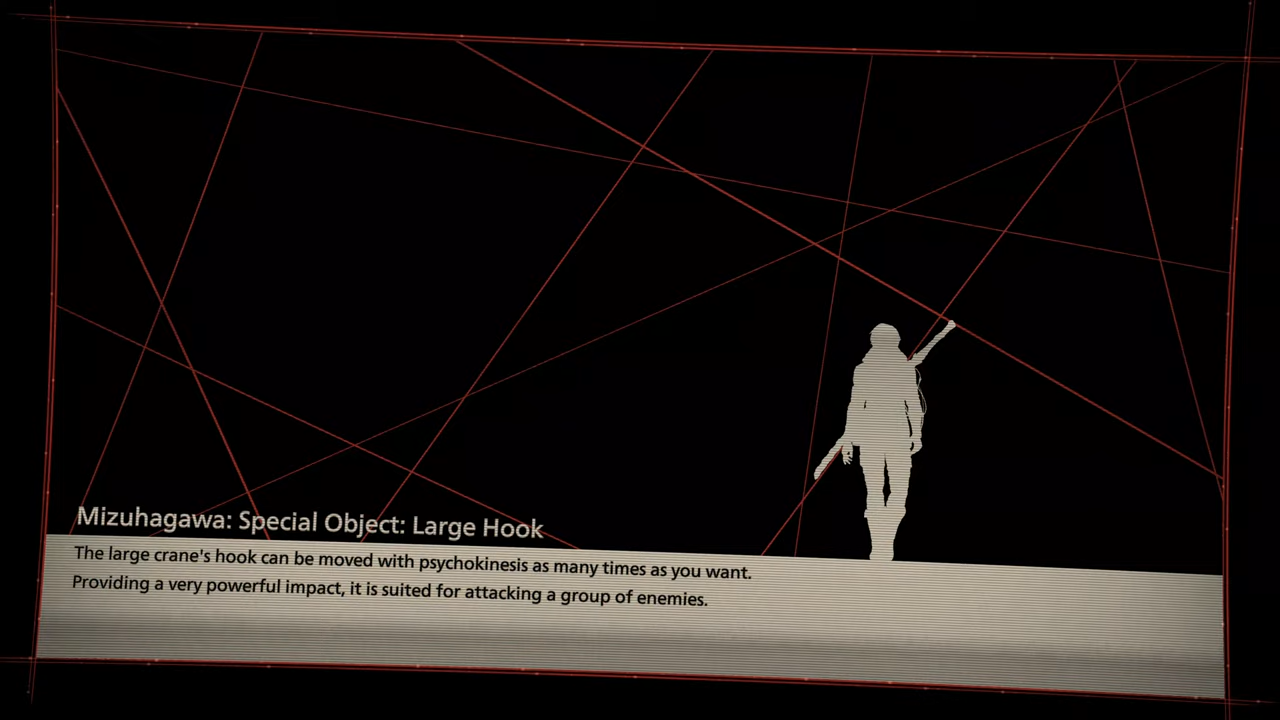 Mizuhagawa: Special Object: Large Hook
The large crane's hook can be moved with psychokinesis as many times as you want.
Providing a very powerful impact, it is suited for attacking a group of enemies.